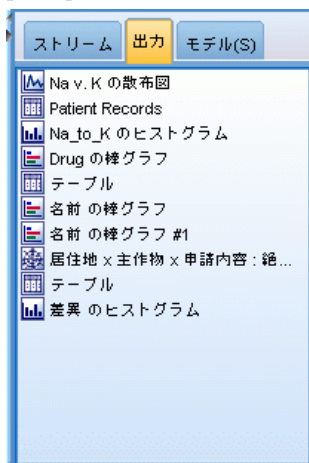 ストリーム 出力 モデル(S)
Na v. K の散布図
Patient Records
Na_to_K のヒストグラム
Drug の棒グラフ
テーブル
名前 の棒グラフ
名前 の棒グラフ #1
居住地 x 主作物 x 申請内容 : 絶...
テーブル
差異 のヒストグラム